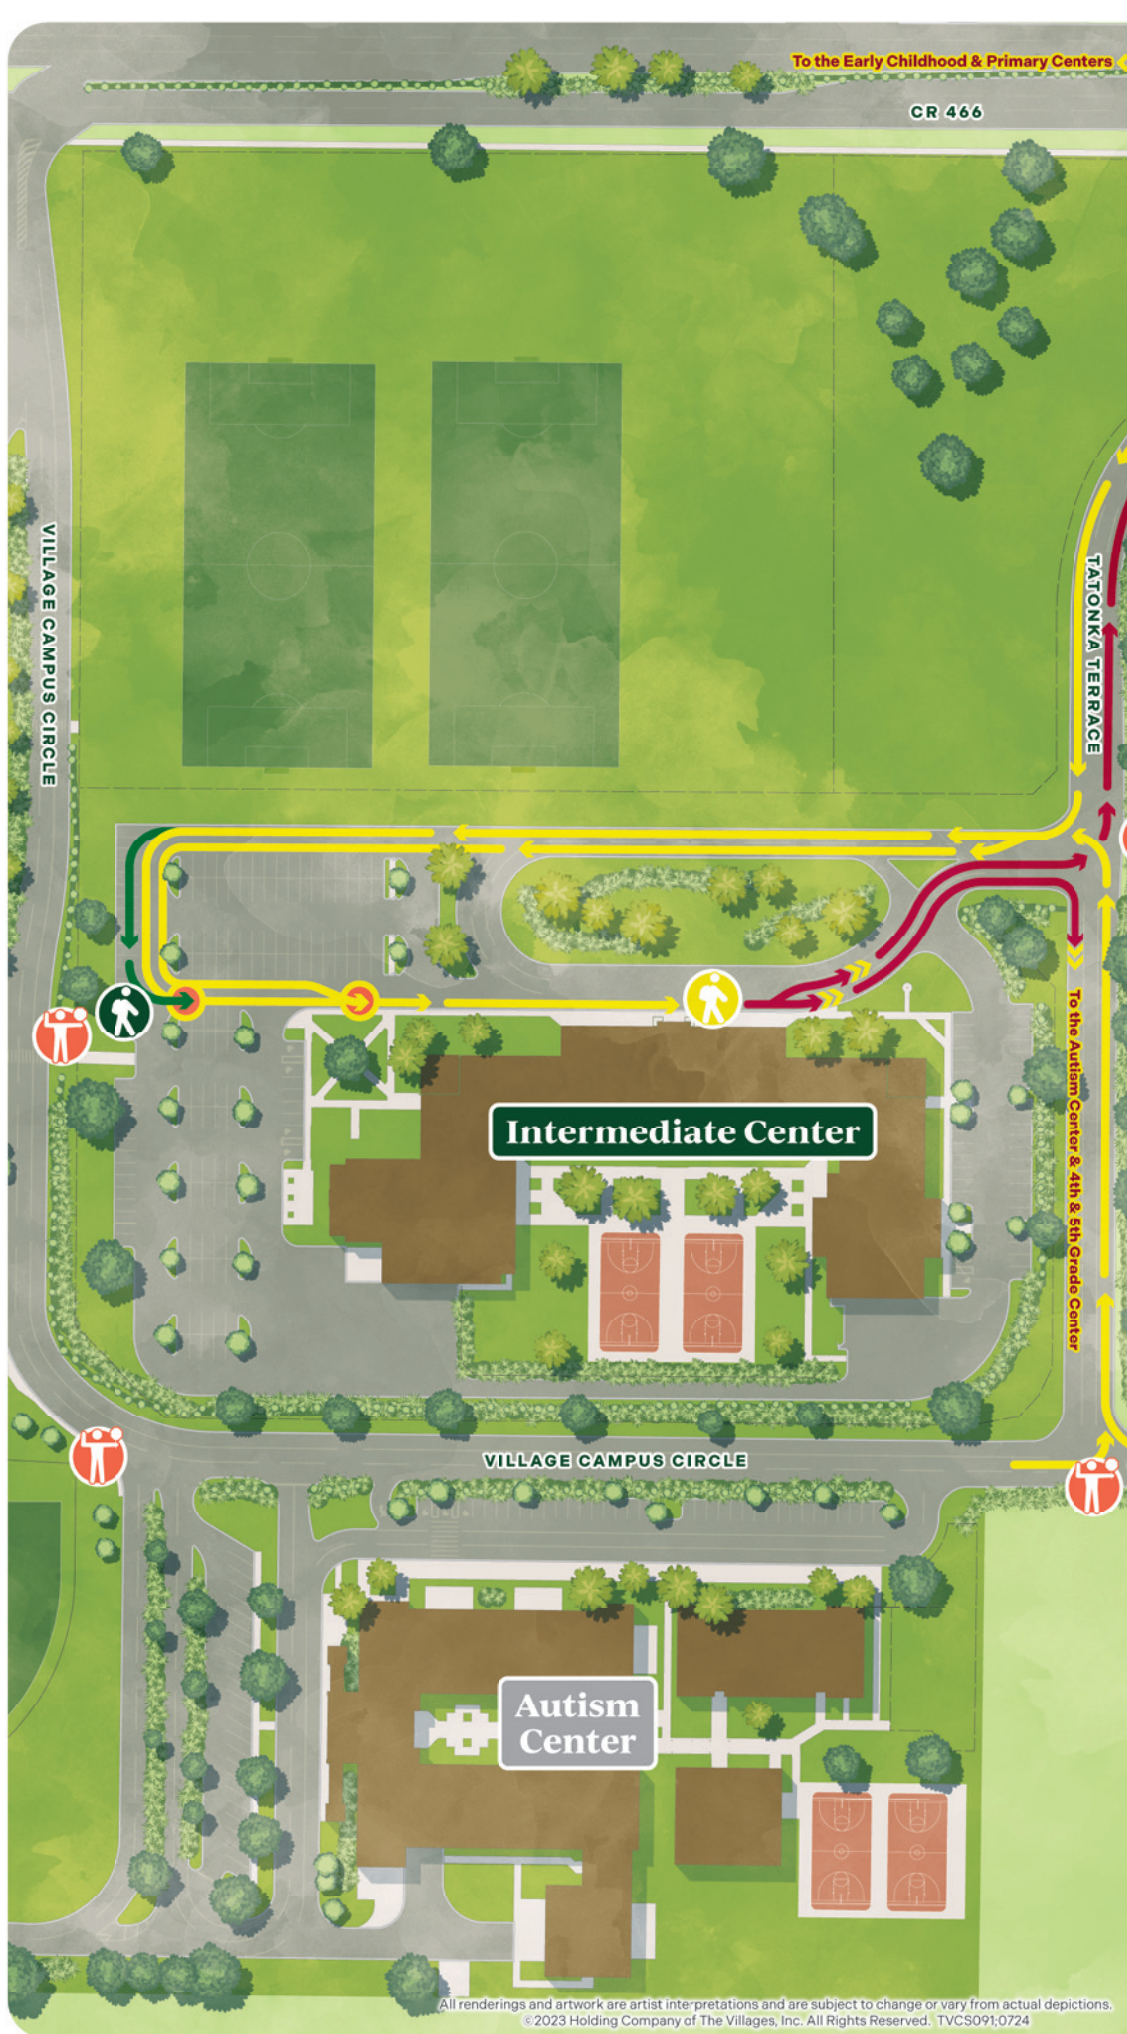 To the Early Childhood & Primary Centers
CR 466
VILLAGE CAMPUS CIRCLE
TATONKA TERRACE
To the Autism Center & 4th & 5th Grade Center
Intermediate Center
VILLAGE CAMPUS CIRCLE
Autism
Center
All renderings and artwork are artist interpretations and are subject to change or vary from actual depictions.
©2023 Holding Company of The Villages, Inc. All Rights Reserved. TVCS091;0724